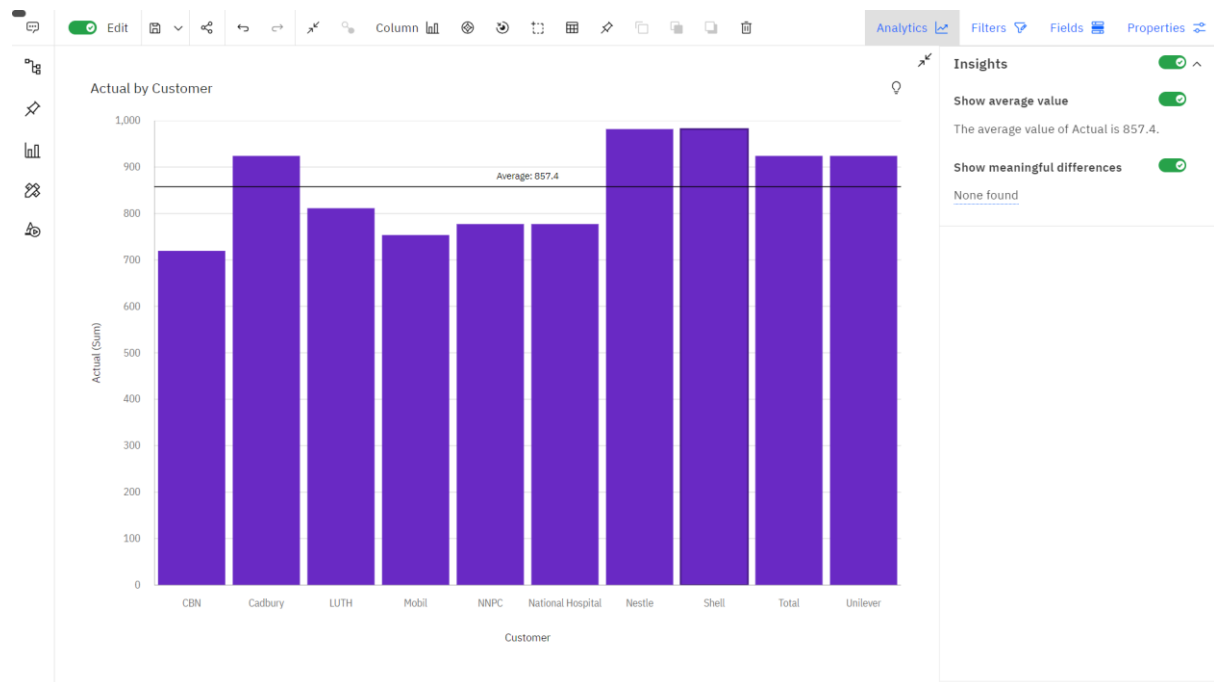 Edit
Column
Analytics
Filters
Fields
Properties
Actual by Customer
Insights
Show average value
The average value of Actual is 857.4.
Show meaningful differences
None found
Actual (Sum)
1,000
900
800
700
600
500
400
300
200
100
0
Average: 857.4
CBN
Cadbury
LUTH
Mobil
NNPC
National Hospital
Nestle
Shell
Total
Unilever
Customer